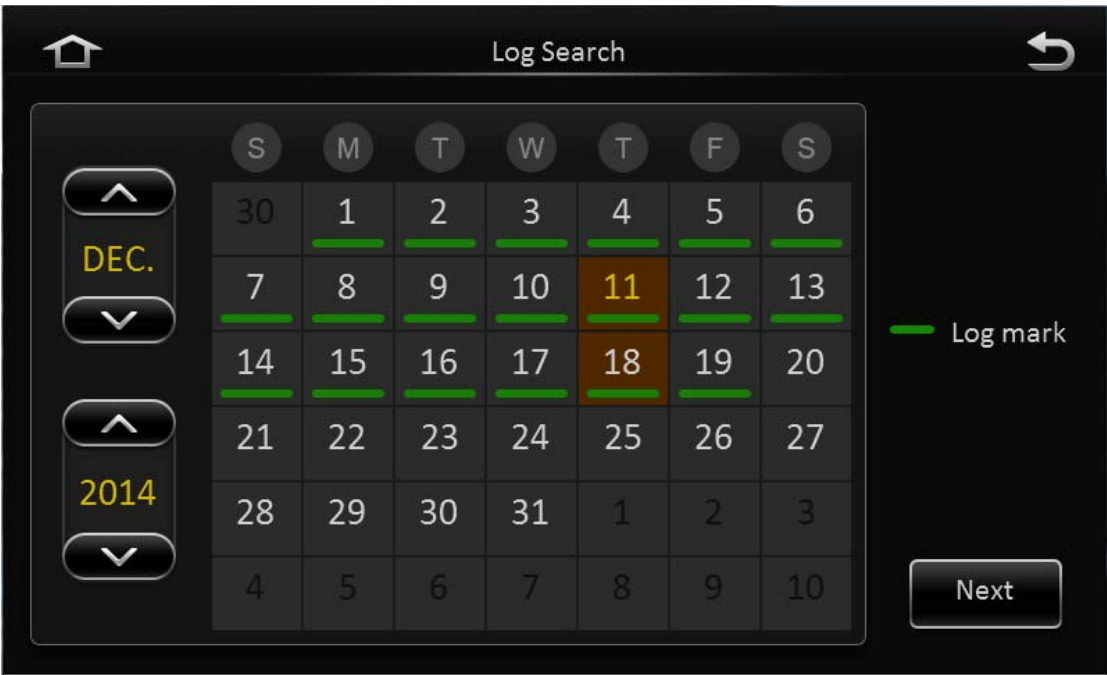 Log Search
S M T W T F S
30 1 2 3 4 5 6
DEC.
7 8 9 10 11 12 13
Log mark
14 15 16 17 18 19 20
21 22 23 24 25 26 27
2014
28 29 30 31 1 2 3
4 5 6 7 8 9 10
Next